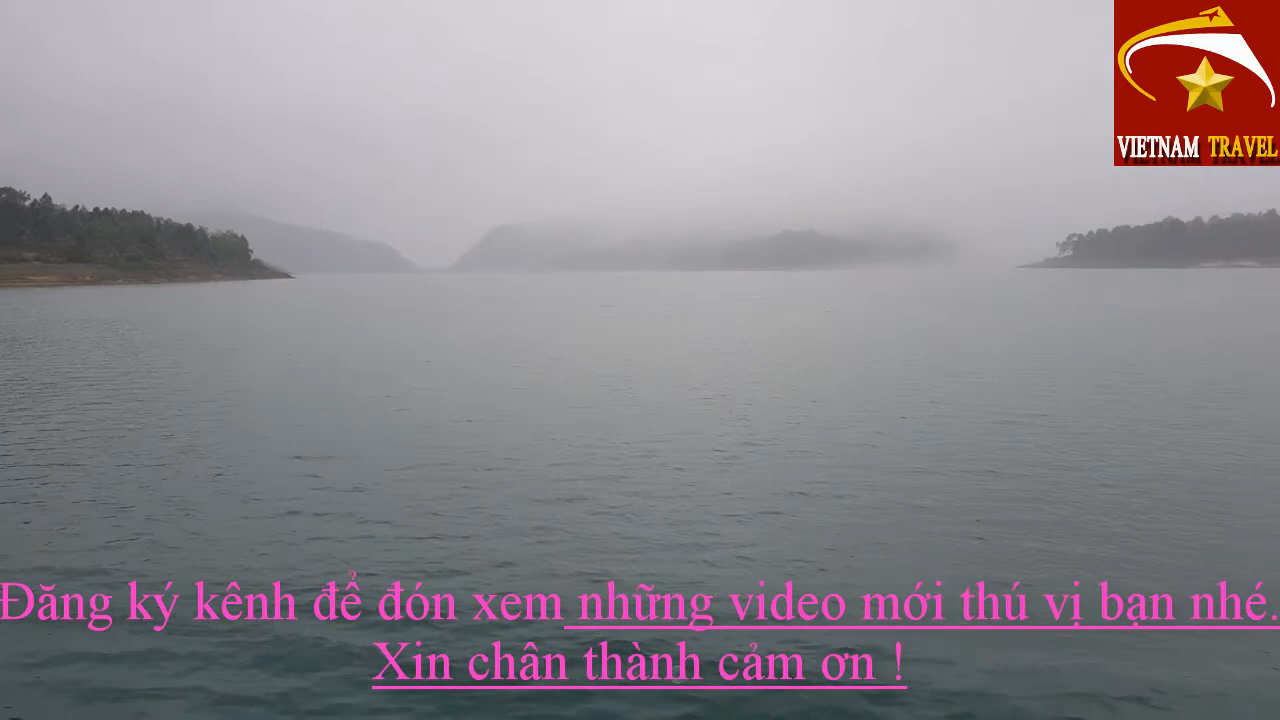 VIETNAM TRAVEL
Đăng ký kênh để đón xem những video mới thú vị bạn nhé.
Xin chân thành cảm ơn !